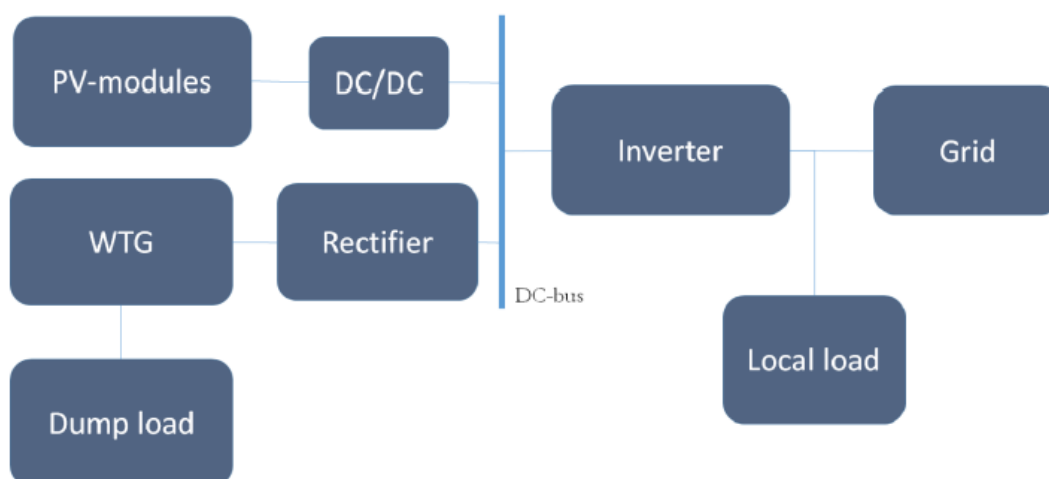 PV-modules
DC/DC
Inverter
Grid
WTG
Rectifier
DC-bus
Local load
Dump load